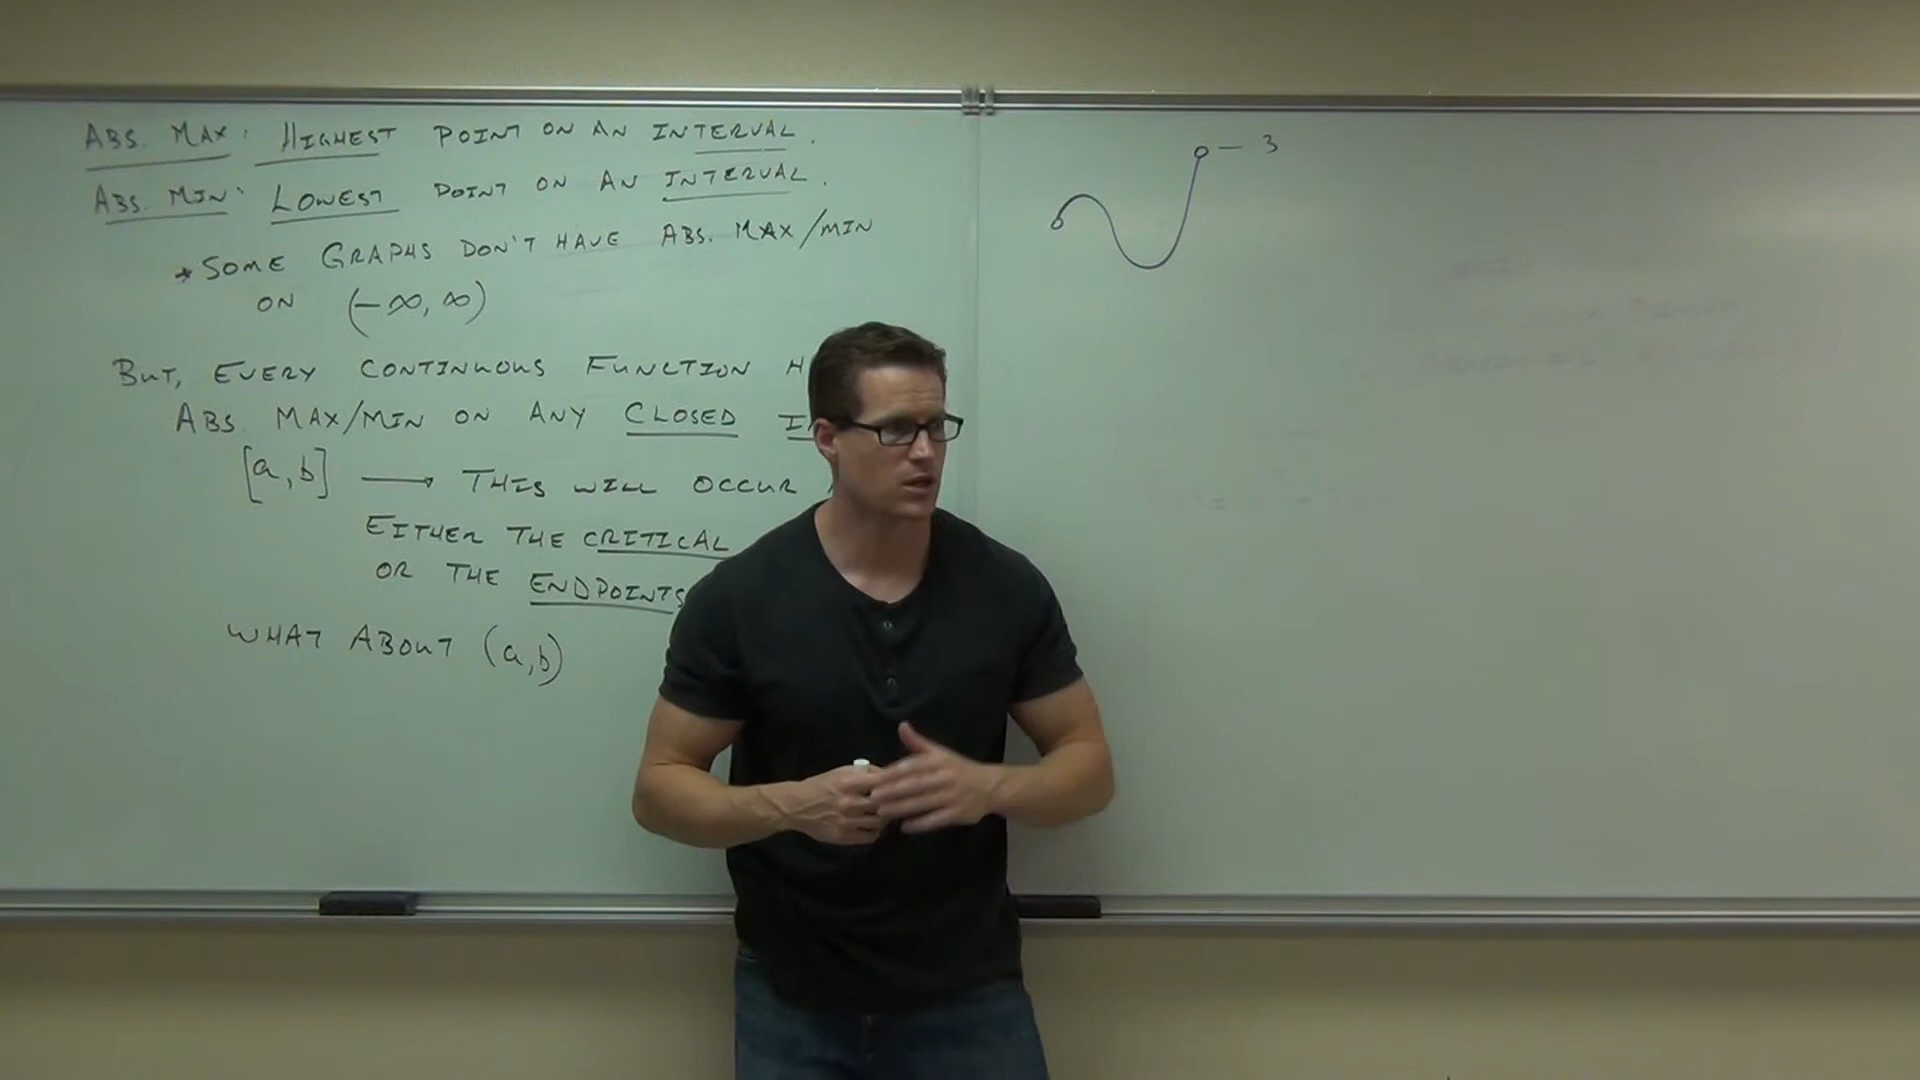 ABS. MAX: HIGHEST POINT ON AN INTERVAL.
ABS. MIN: LOWEST POINT ON AN INTERVAL.
* SOME GRAPHS DON'T HAVE ABS. MAX/MIN
ON (-∞, ∞)
BUT, EVERY CONTINUOUS FUNCTION
ABS. MAX/MIN ON ANY CLOSED
[a, b] → THIS WILL OCCUR
EITHER THE CRITICAL
OR THE ENDPOINTS
WHAT ABOUT (a, b)
— 3